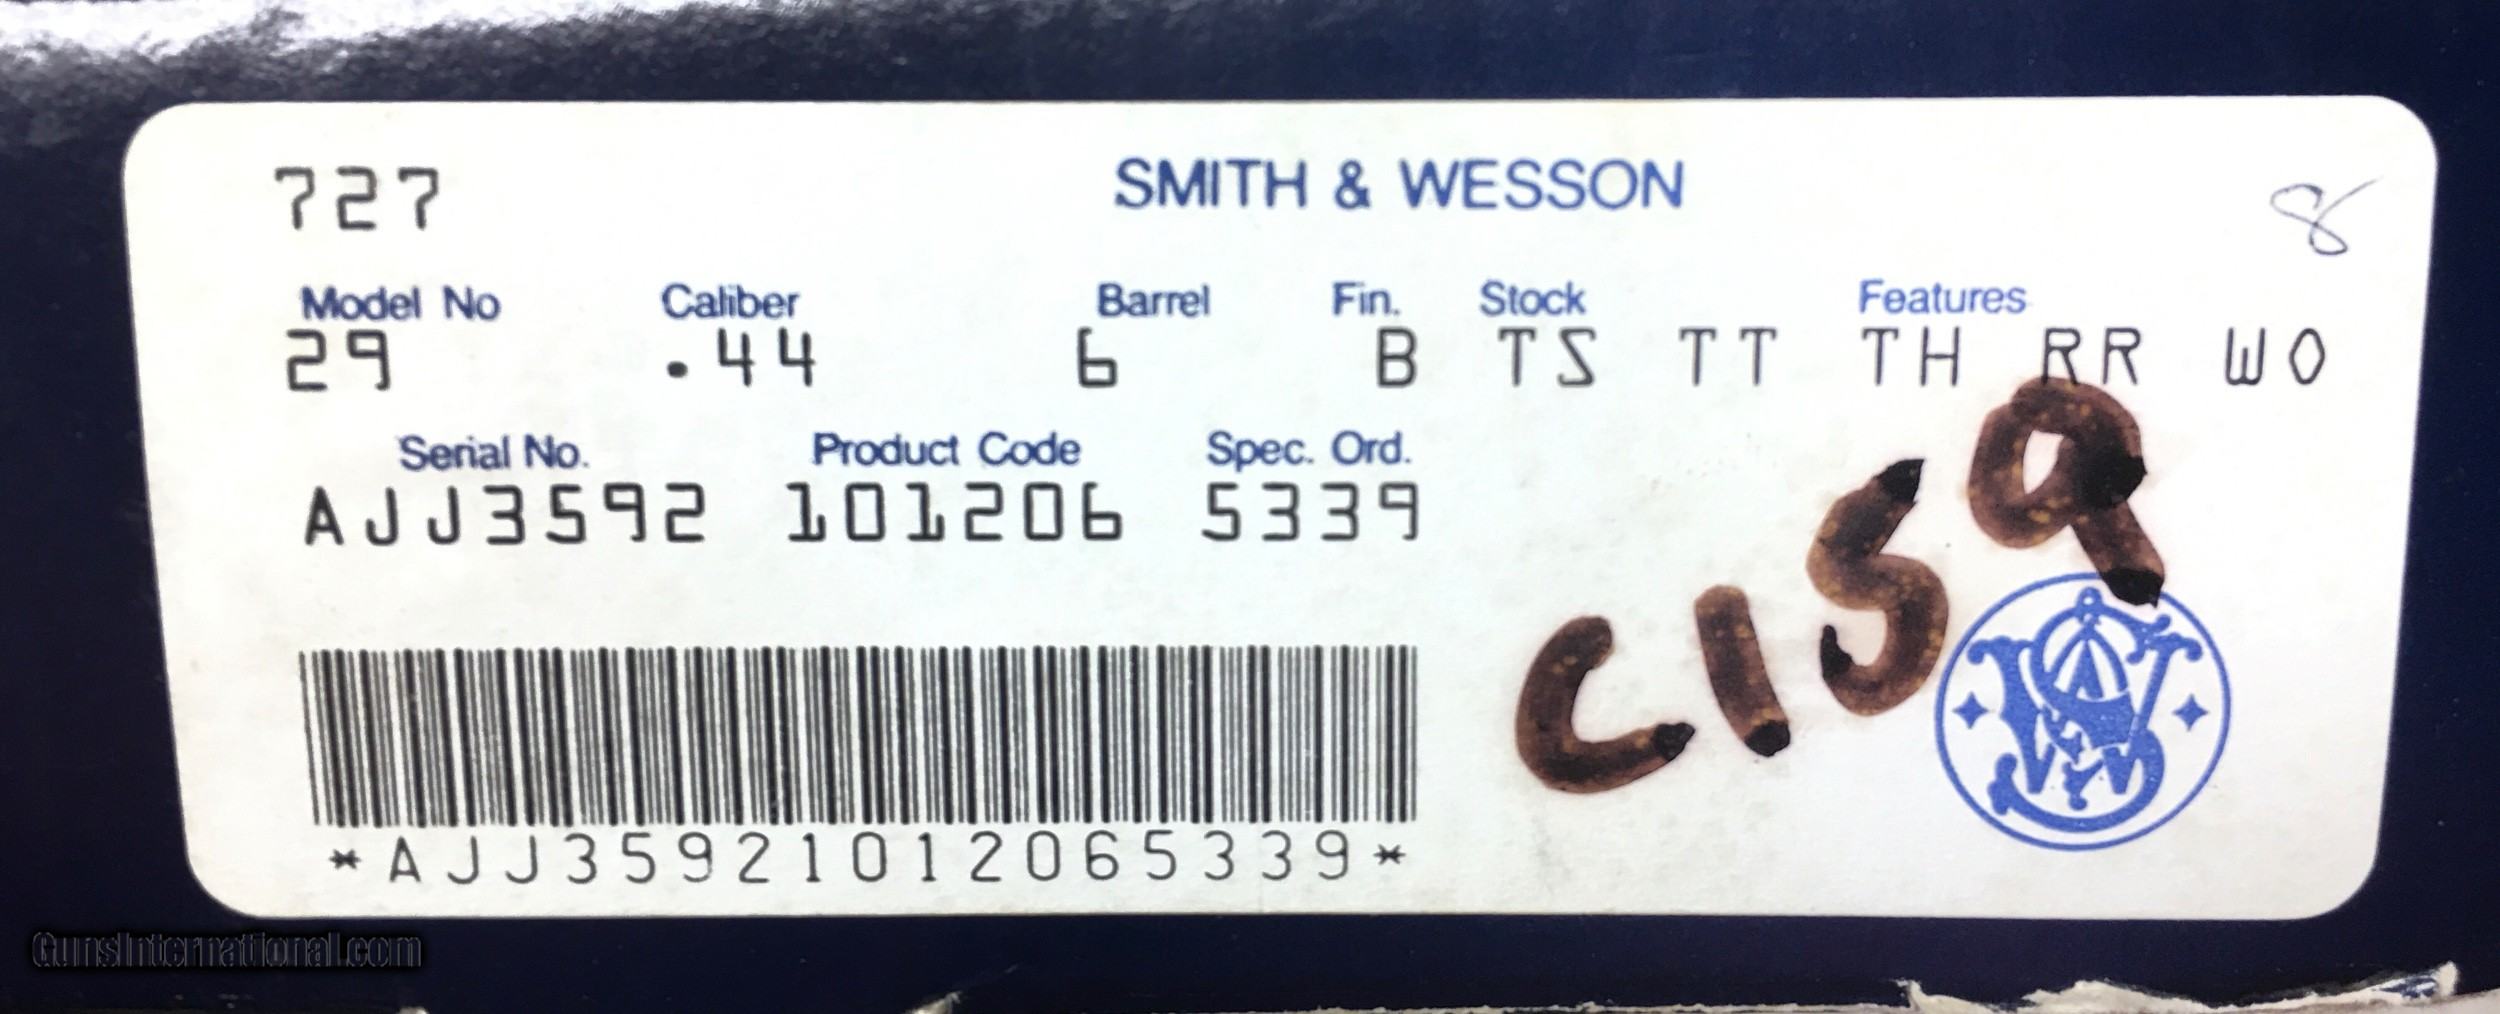 727 SMITH & WESSON 8
Model No Caliber Barrel Fin. Stock Features
29 .44 6 B TS TT TH RR WO
Serial No. Product Code Spec. Ord.
AJJ3592 101206 5339
C159
*AJJ35921012065339*
GunsInternational.com